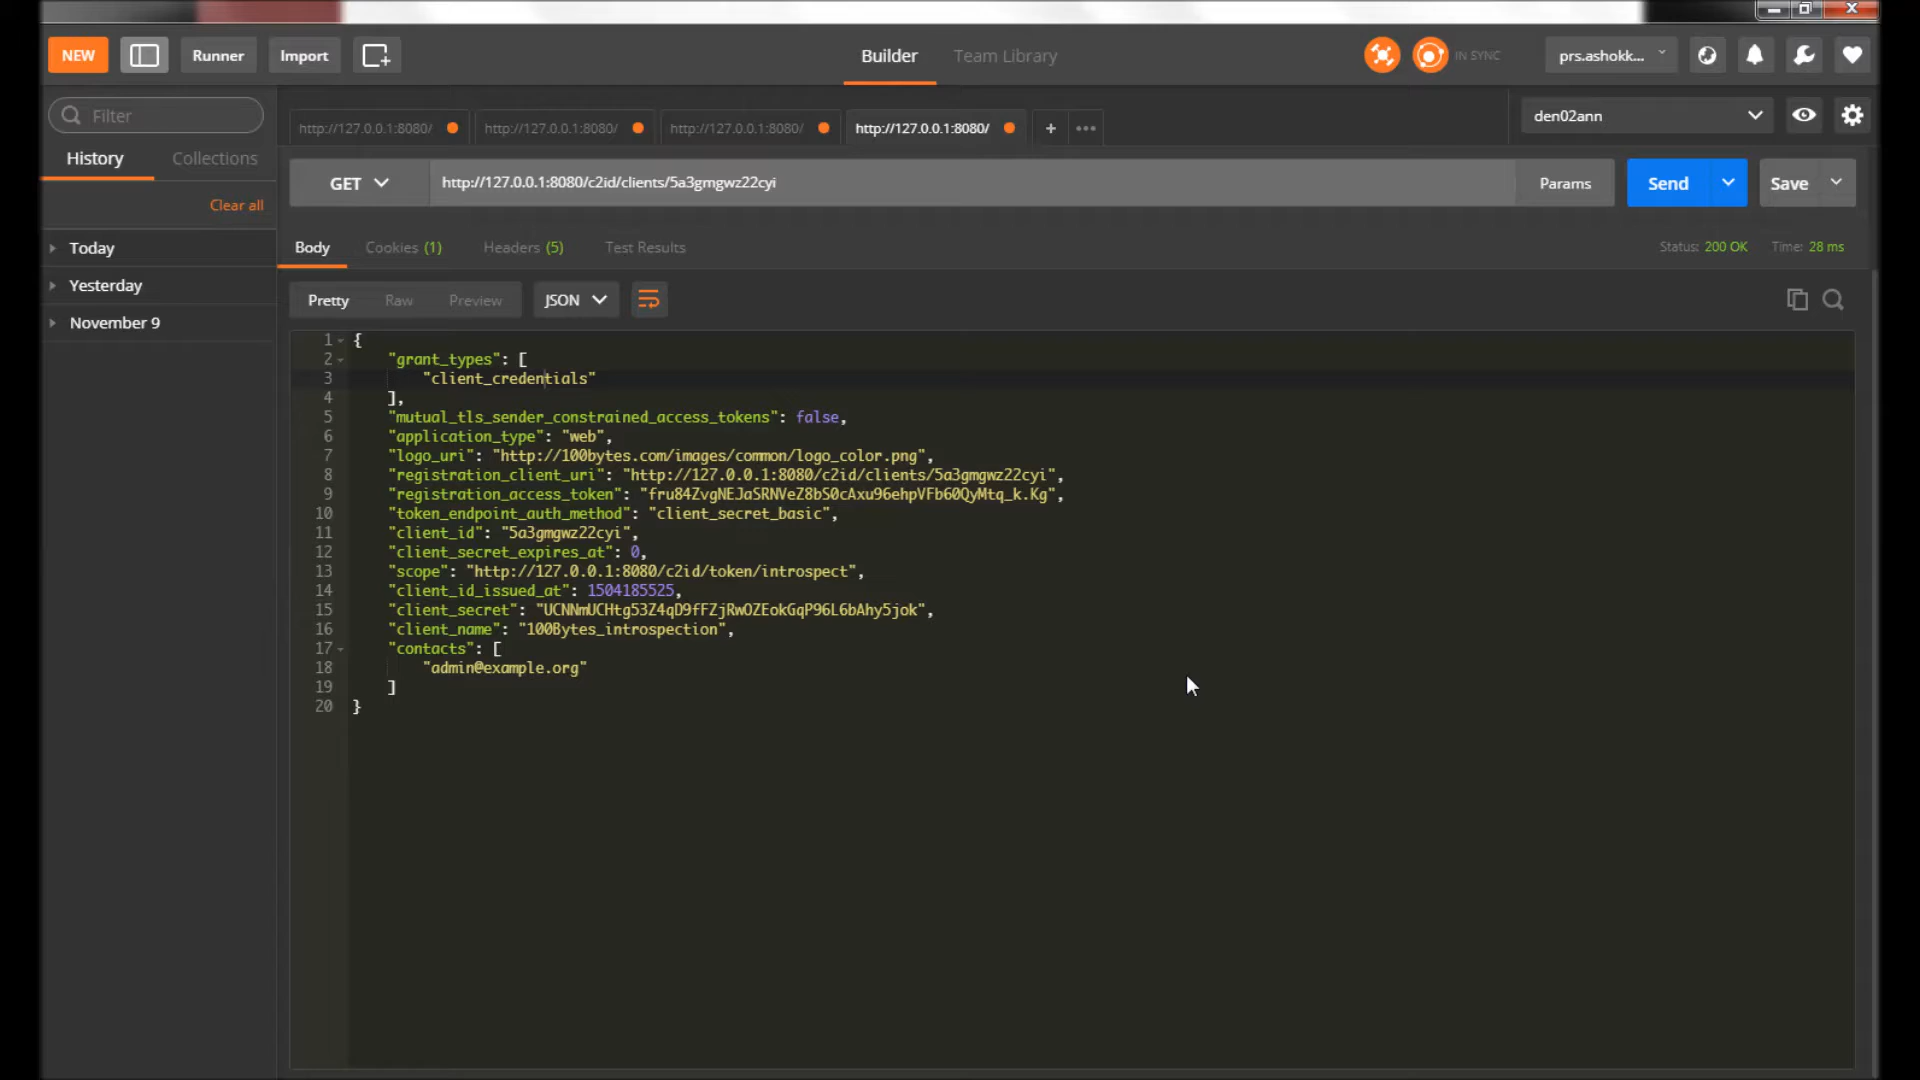 NEW Runner Import Builder Team Library IN SYNC prs.ashokk...
Filter http://127.0.0.1:8080/ http://127.0.0.1:8080/ http://127.0.0.1:8080/ http://127.0.0.1:8080/ + ••• den02ann
History Collections
GET http://127.0.0.1:8080/c2id/clients/5a3gmgwz22cyi Params Send Save
Clear all
Today
Yesterday
November 9
Body Cookies (1) Headers (5) Test Results Status: 200 OK Time: 28 ms
Pretty Raw Preview JSON
1 {
2 "grant_types": [
3 "client_credentials"
4 ],
5 "mutual_tls_sender_constrained_access_tokens": false,
6 "application_type": "web",
7 "logo_uri": "http://100bytes.com/images/common/logo_color.png",
8 "registration_client_uri": "http://127.0.0.1:8080/c2id/clients/5a3gmgwz22cyi",
9 "registration_access_token": "fru84ZvgNEJaSRNVeZ8bS0cAxu96ehpVFb60QyMtq_k.Kg",
10 "token_endpoint_auth_method": "client_secret_basic",
11 "client_id": "5a3gmgwz22cyi",
12 "client_secret_expires_at": 0,
13 "scope": "http://127.0.0.1:8080/c2id/token/introspect",
14 "client_id_issued_at": 1504185525,
15 "client_secret": "UCNNmUCHtg53Z4qD9fFZjRwOZEokGqP96L6bAhy5jok",
16 "client_name": "100Bytes_introspection",
17 "contacts": [
18 "admin@example.org"
19 ]
20 }